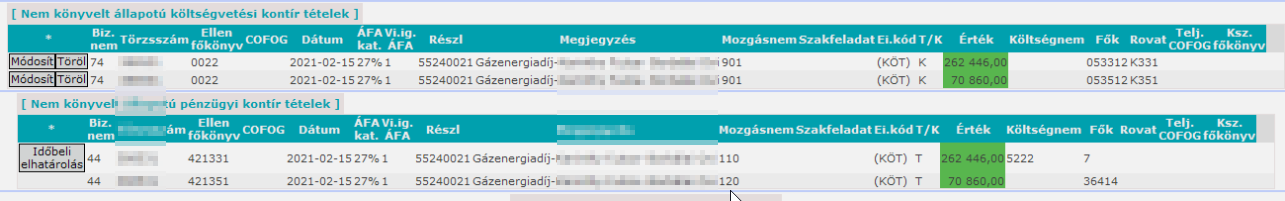 [ Nem könyvelt állapotú költségvetési kontír tételek ]
* Biz. nem Törzsszám Ellen főkönyv COFOG Dátum ÁFA kat. Vi.ig. ÁFA Részl Megjegyzés Mozgásnem Szakfeladat Ei.kód T/K Érték Költségnem Fők Rovat Telj. COFOG Ksz. főkönyv
Módosít Töröl 74 0022 2021-02-15 27% 1 55240021 Gázenergiadíj- 901 (KÖT) K 262 446,00 053312 K331
Módosít Töröl 74 0022 2021-02-15 27% 1 55240021 Gázenergiadíj- 901 (KÖT) K 70 860,00 053512 K351
[ Nem könyvelt pénzügyi kontír tételek ]
* Biz. nem Ellen főkönyv COFOG Dátum ÁFA kat. Vi.ig. ÁFA Részl Mozgásnem Szakfeladat Ei.kód T/K Érték Költségnem Fők Rovat Telj. COFOG Ksz. főkönyv
Időbeli elhatárolás 44 421331 2021-02-15 27% 1 55240021 Gázenergiadíj- 110 (KÖT) T 262 446,00 5222 7
44 421351 2021-02-15 27% 1 55240021 Gázenergiadíj- 120 (KÖT) T 70 860,00 36414